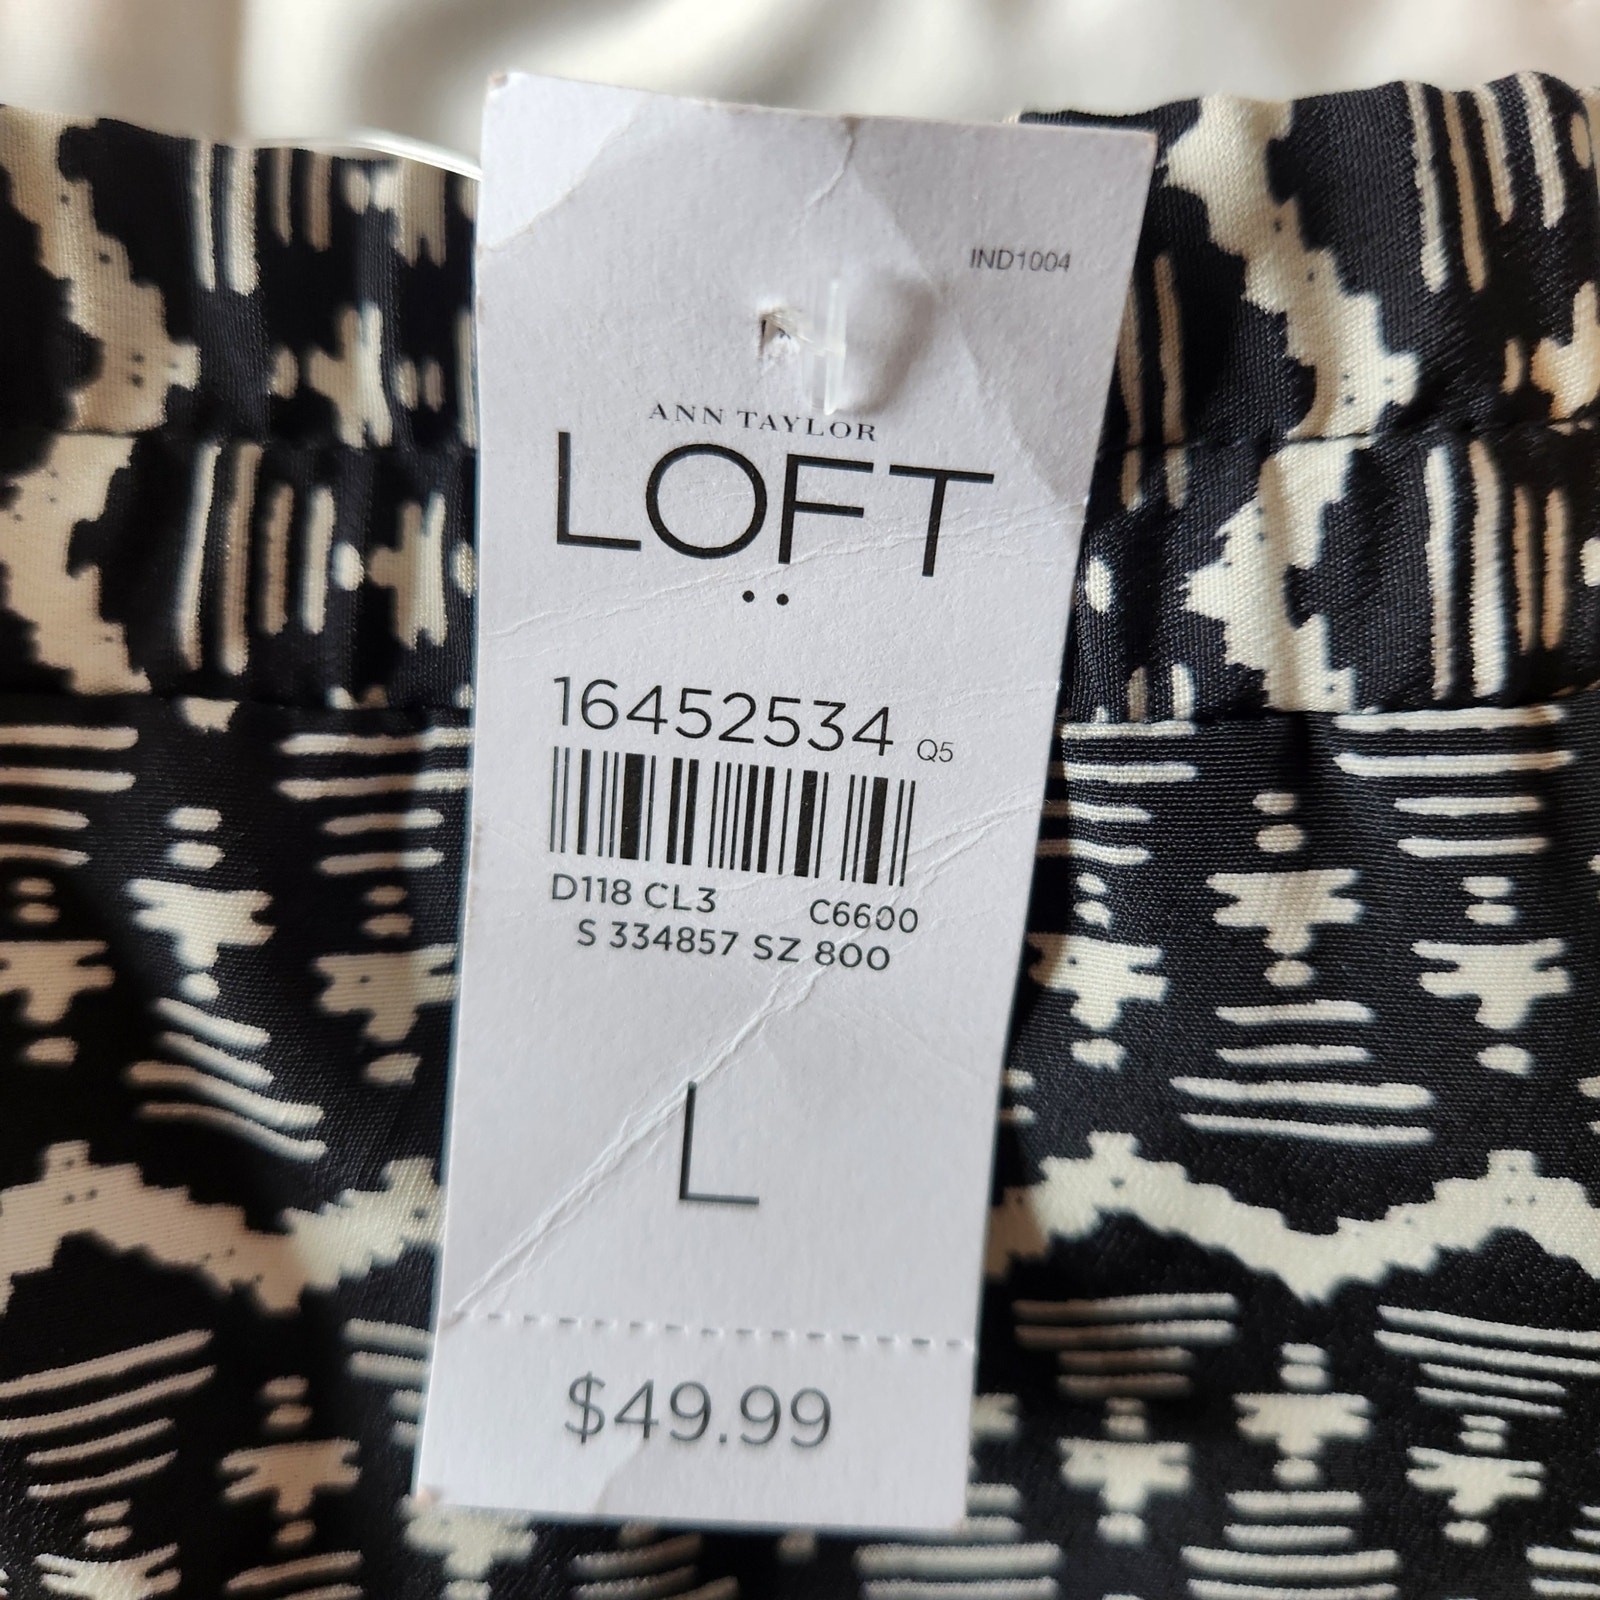 IND1004
ANN TAYLOR
LOFT
16452534 Q5
D118 CL3 C6600
S 334857 SZ 800
L
$49.99